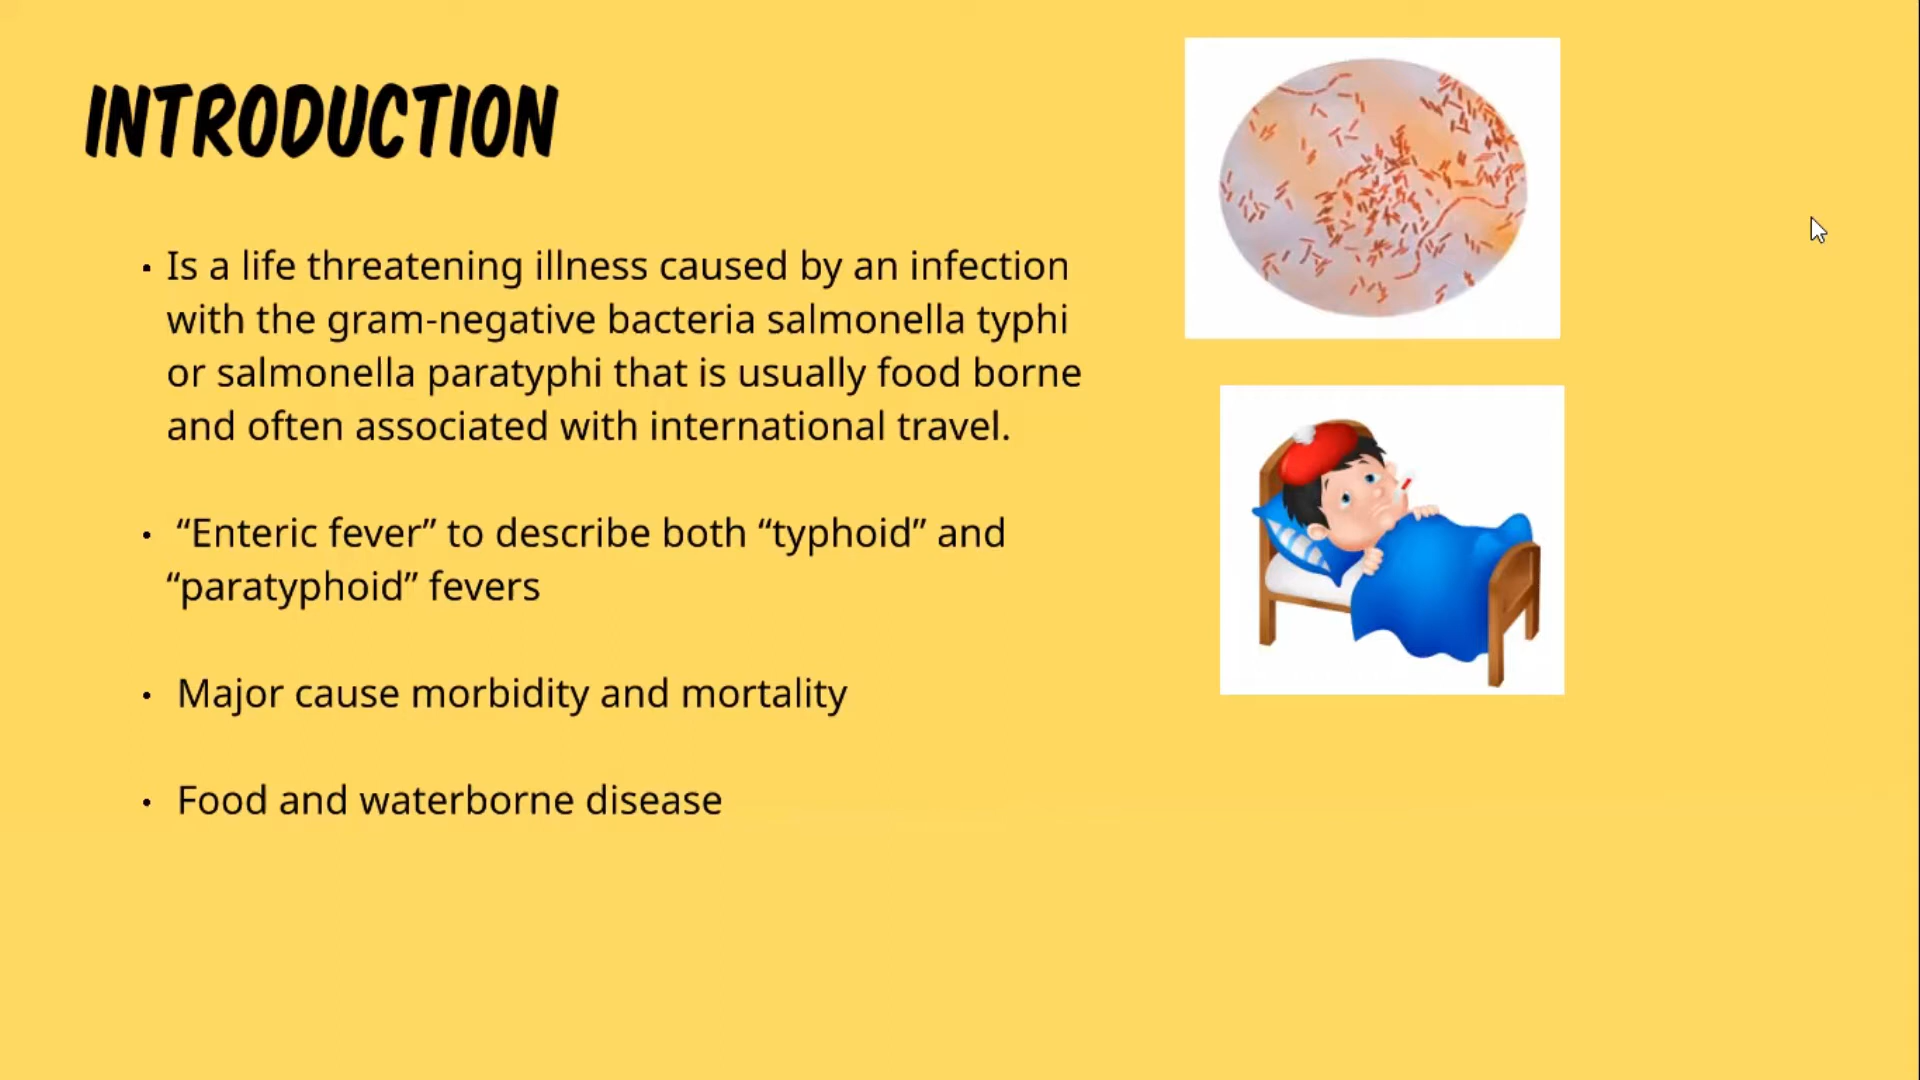 INTRODUCTION
• Is a life threatening illness caused by an infection
with the gram-negative bacteria salmonella typhi
or salmonella paratyphi that is usually food borne
and often associated with international travel.
• “Enteric fever” to describe both “typhoid” and
“paratyphoid” fevers
• Major cause morbidity and mortality
• Food and waterborne disease